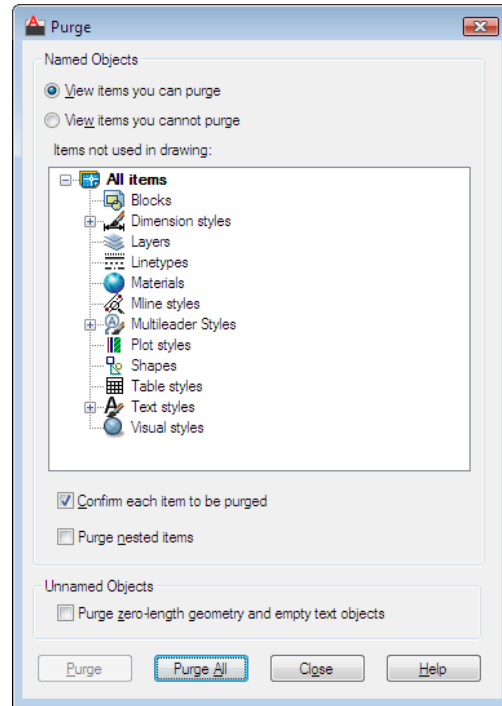 Purge
Named Objects
View items you can purge
View items you cannot purge
Items not used in drawing:
All items
Blocks
Dimension styles
Layers
Linetypes
Materials
Mline styles
Multileader Styles
Plot styles
Shapes
Table styles
Text styles
Visual styles
Confirm each item to be purged
Purge nested items
Unnamed Objects
Purge zero-length geometry and empty text objects
Purge Purge All Close Help